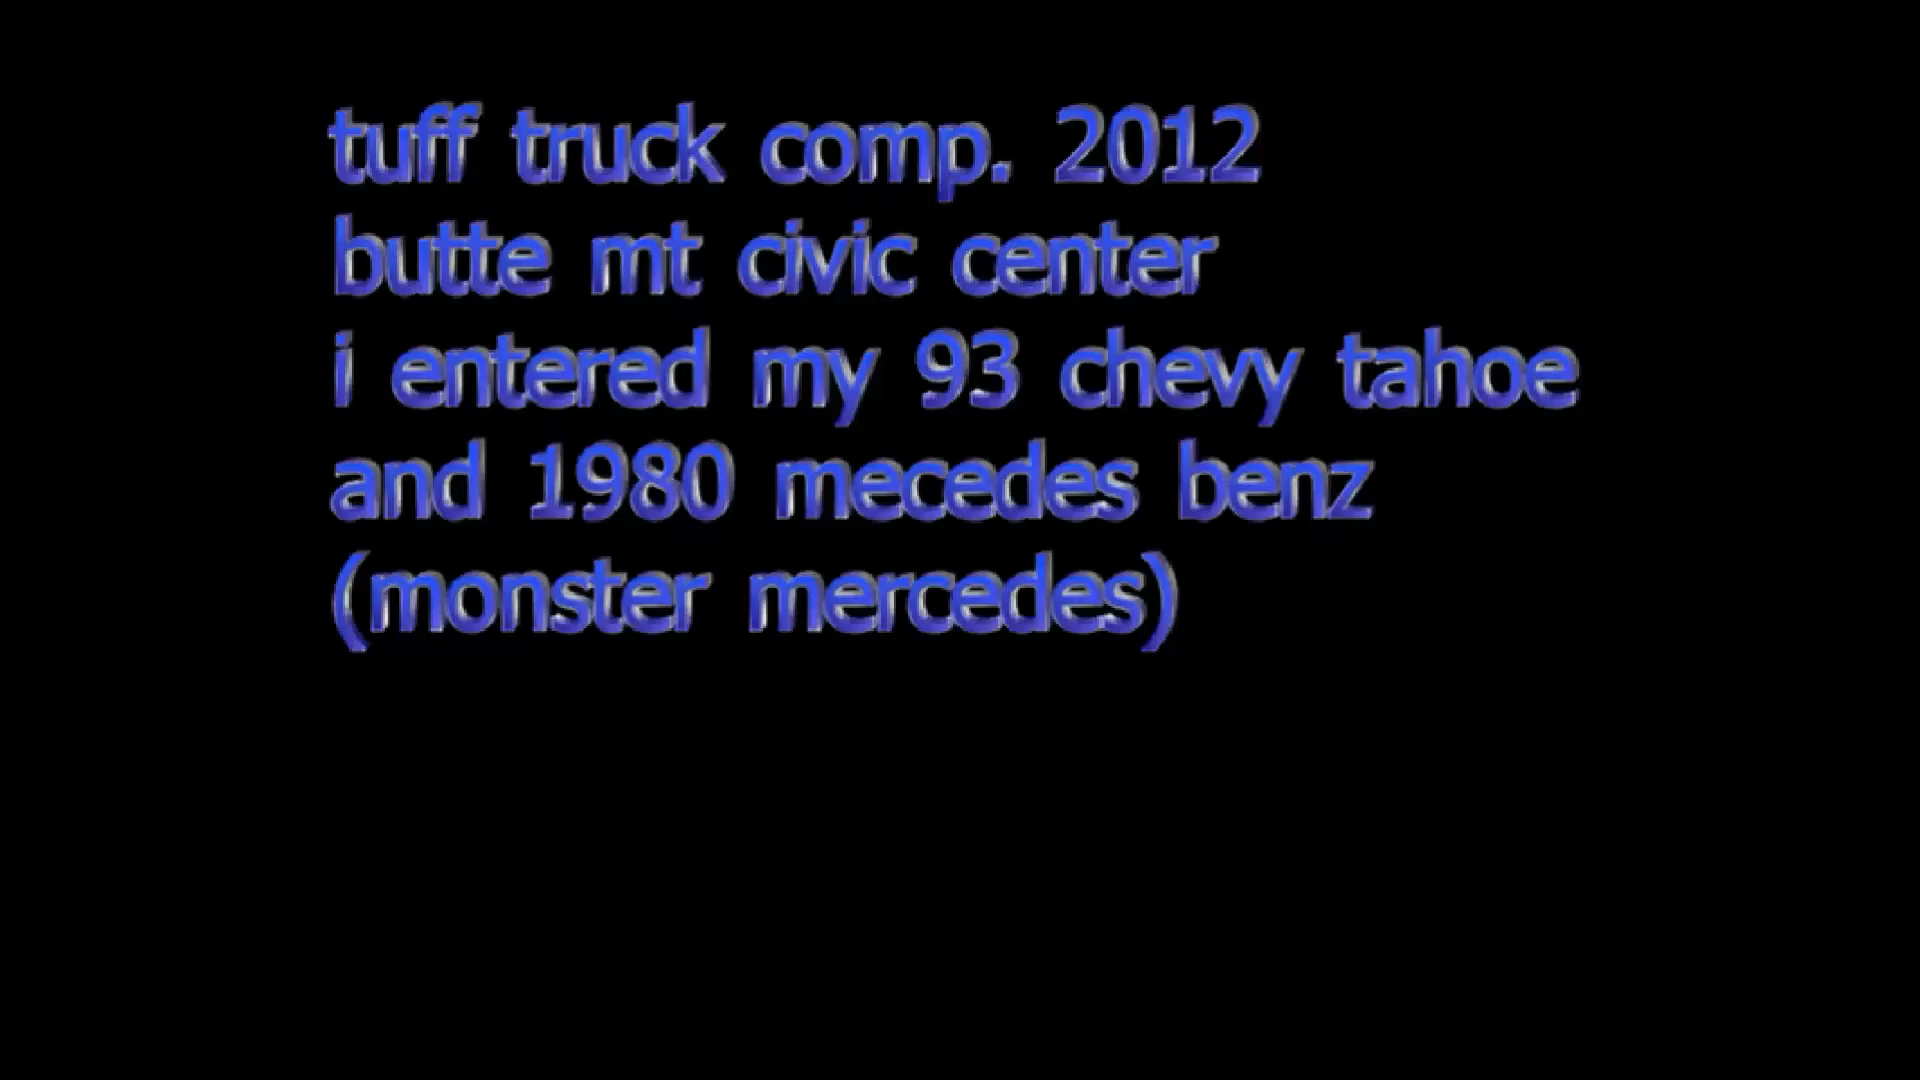 tuff truck comp. 2012
butte mt civic center
i entered my 93 chevy tahoe
and 1980 mecedes benz
(monster mercedes)